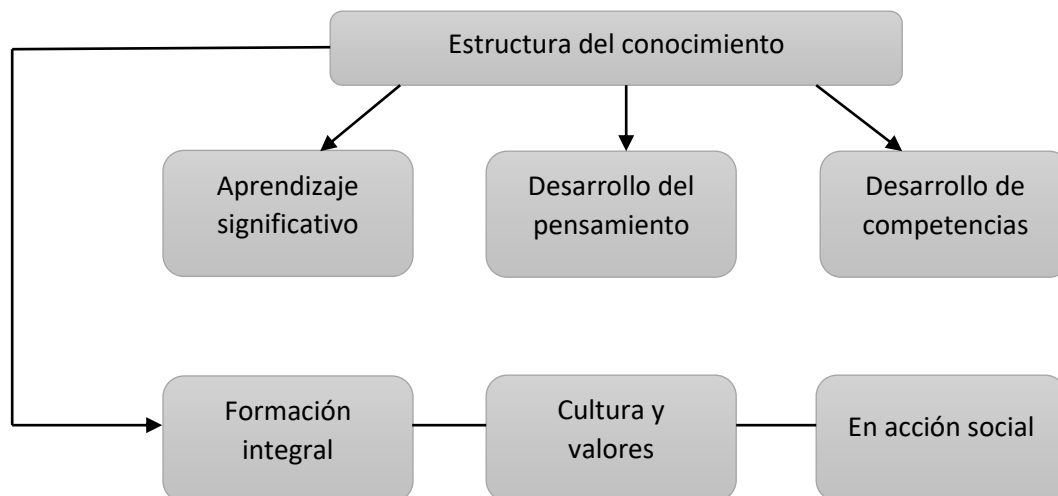 Estructura del conocimiento
Aprendizaje
significativo
Desarrollo del
pensamiento
Desarrollo de
competencias
Formación
integral
Cultura y
valores
En acción social